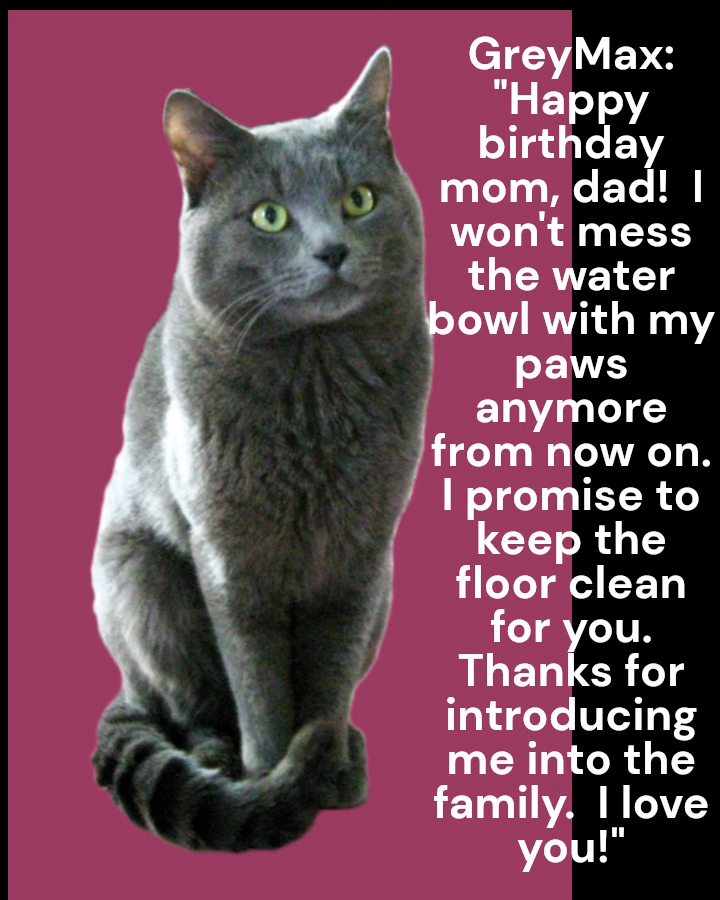 GreyMax:
"Happy
birthday
mom, dad!  I
won't mess
the water
bowl with my
paws
anymore
from now on.
I promise to
keep the
floor clean
for you.
Thanks for
introducing
me into the
family.  I love
you!"